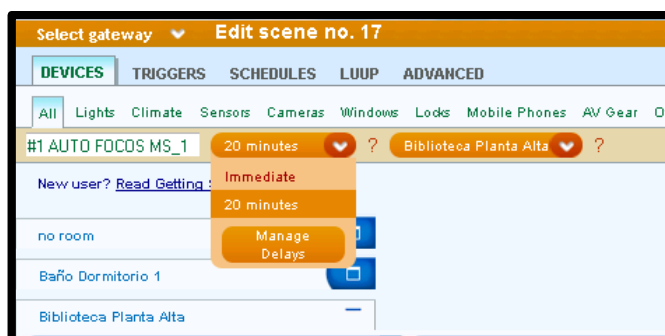 Select gateway Edit scene no. 17
DEVICES TRIGGERS SCHEDULES LUUP ADVANCED
All Lights Climate Sensors Cameras Windows Locks Mobile Phones AV Gear
#1 AUTO FOCOS MS_1 20 minutes ? Biblioteca Planta Alta ?
New user? Read Getting
Immediate
20 minutes
no room
Manage
Delays
Baño Dormitorio 1
Biblioteca Planta Alta